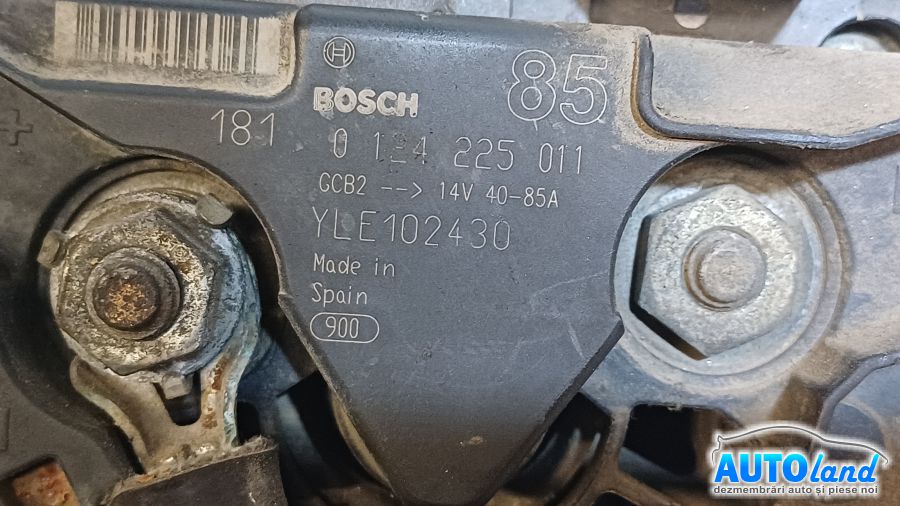 BOSCH
85
181 0 124 225 011
GCB2 --> 14V 40-85A
YLE102430
Made in
Spain
900
AUTOland
dezmembrări auto și piese noi